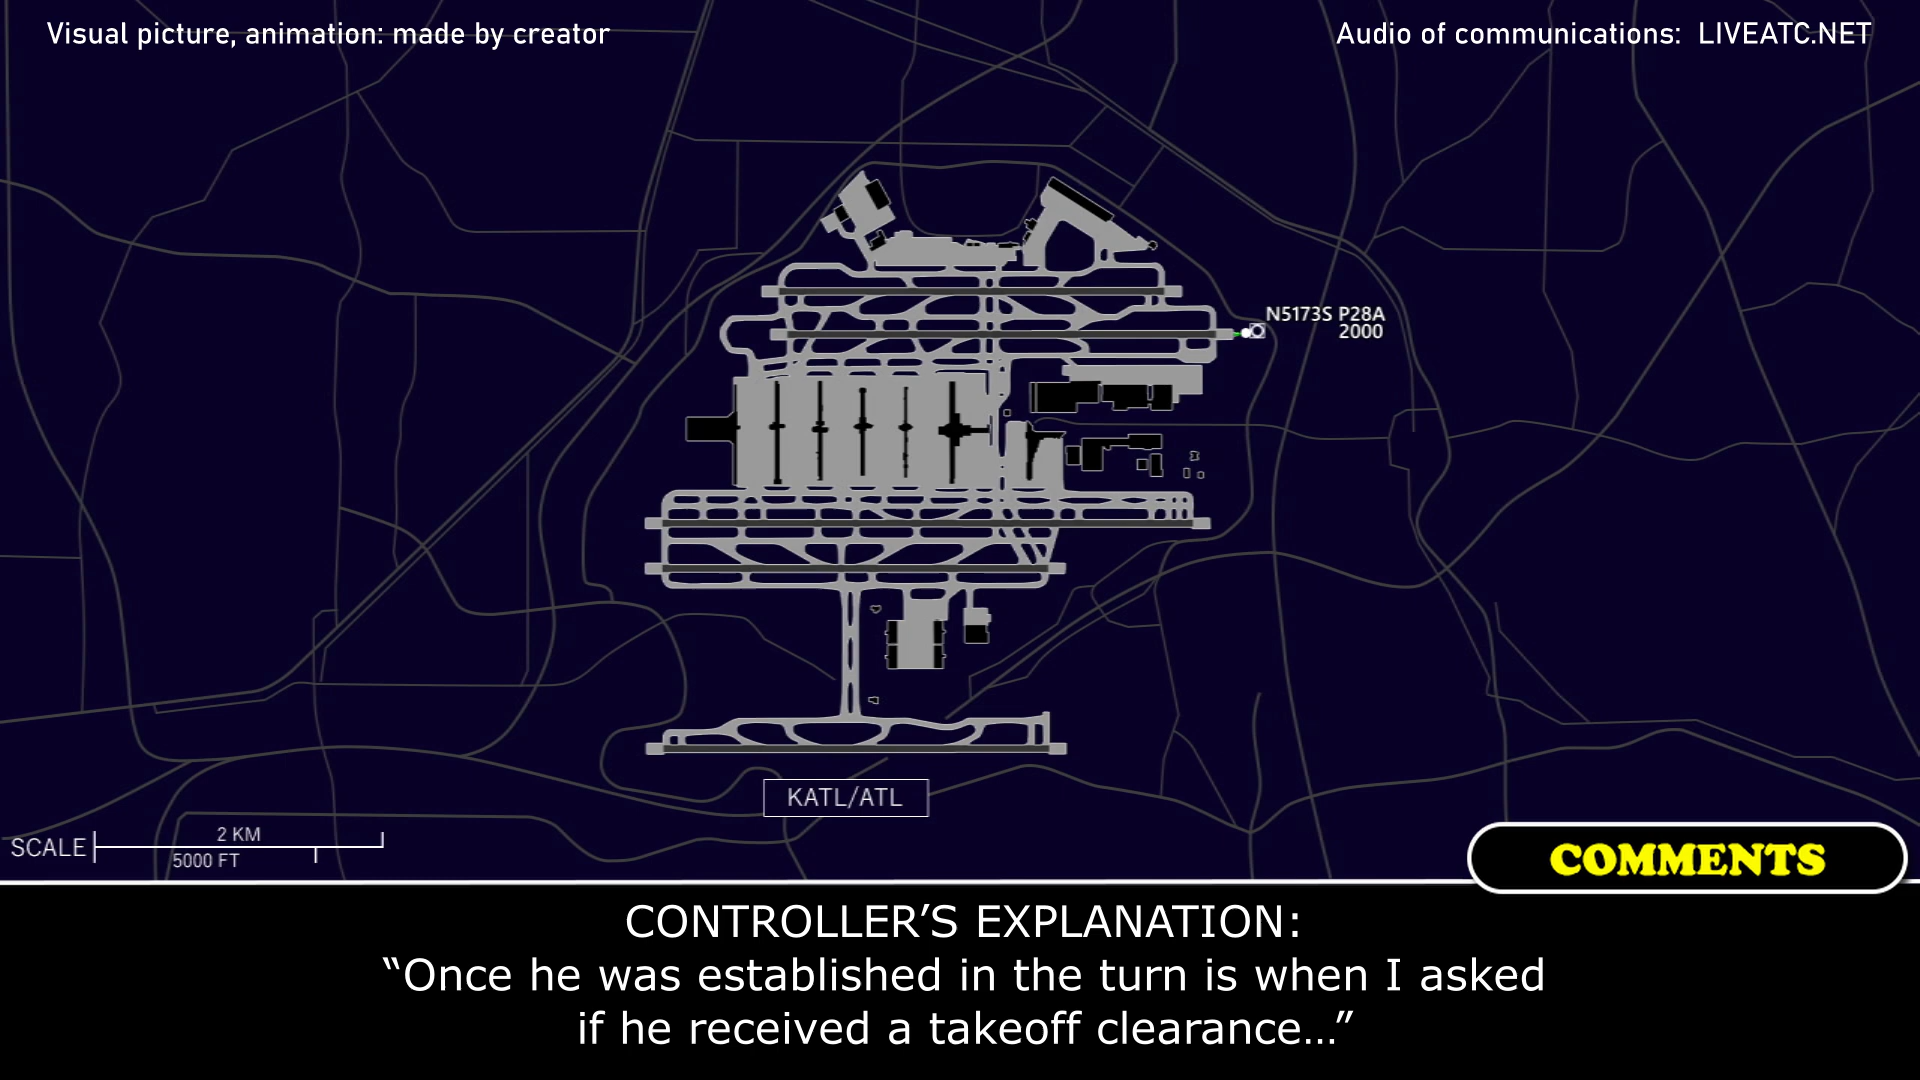 Visual picture, animation: made by creator
Audio of communications: LIVEATC.NET
N5173S P28A
2000
KATL/ATL
SCALE
2 KM
5000 FT
COMMENTS
CONTROLLER’S EXPLANATION:
“Once he was established in the turn is when I asked
if he received a takeoff clearance…”